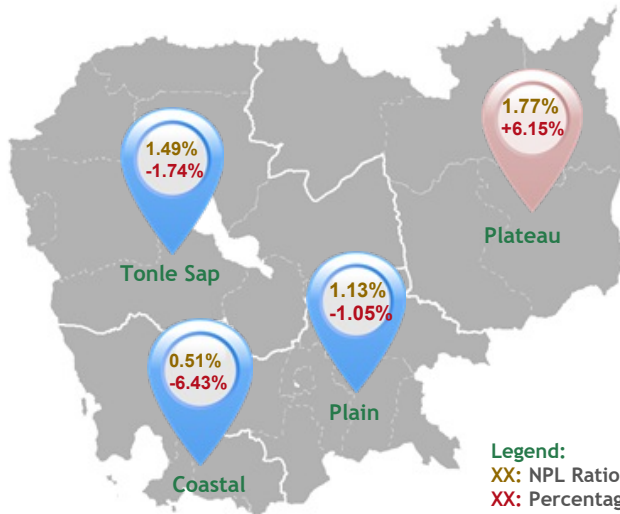 1.77%
+6.15%
Plateau
1.49%
-1.74%
Tonle Sap
1.13%
-1.05%
Plain
0.51%
-6.43%
Coastal
Legend:
XX: NPL Ratio
XX: Percentag